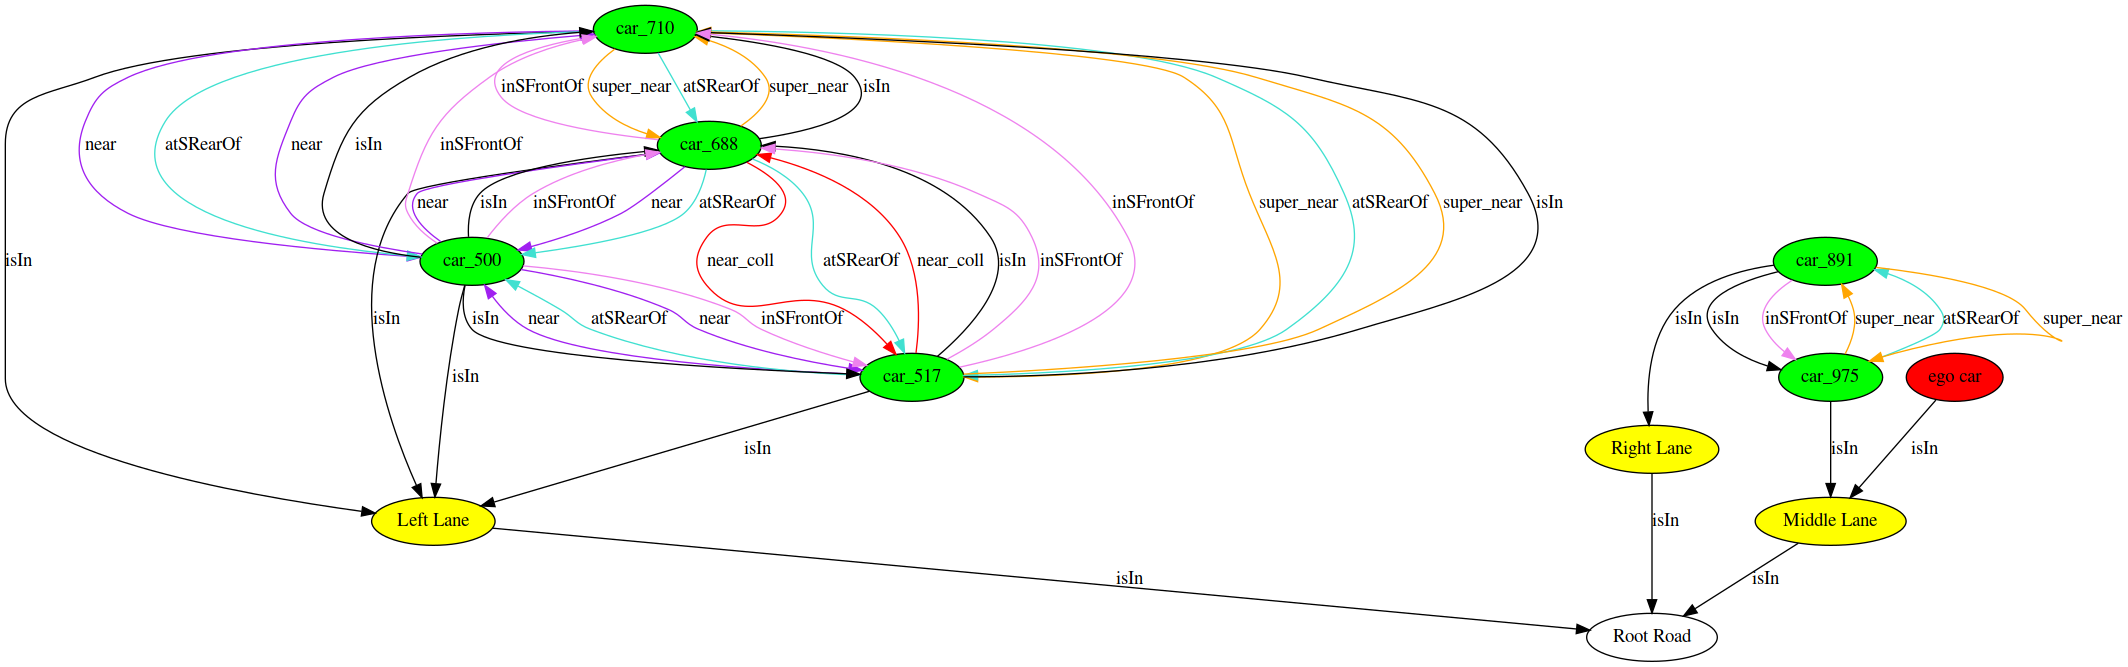 car_710
inSFrontOf super_near atSRearOf super_near isIn
near atSRearOf near isIn inSFrontOf car_688
near isIn inSFrontOf near atSRearOf inSFrontOf super_near atSRearOf super_near isIn
isIn car_500 near_coll atSRearOf near_coll isIn inSFrontOf car_891
isIn isIn near atSRearOf near inSFrontOf isIn isIn inSFrontOf super_near atSRearOf super_near
isIn car_517 car_975 ego car
isIn Right Lane isIn isIn
Left Lane isIn Middle Lane
isIn isIn
Root Road